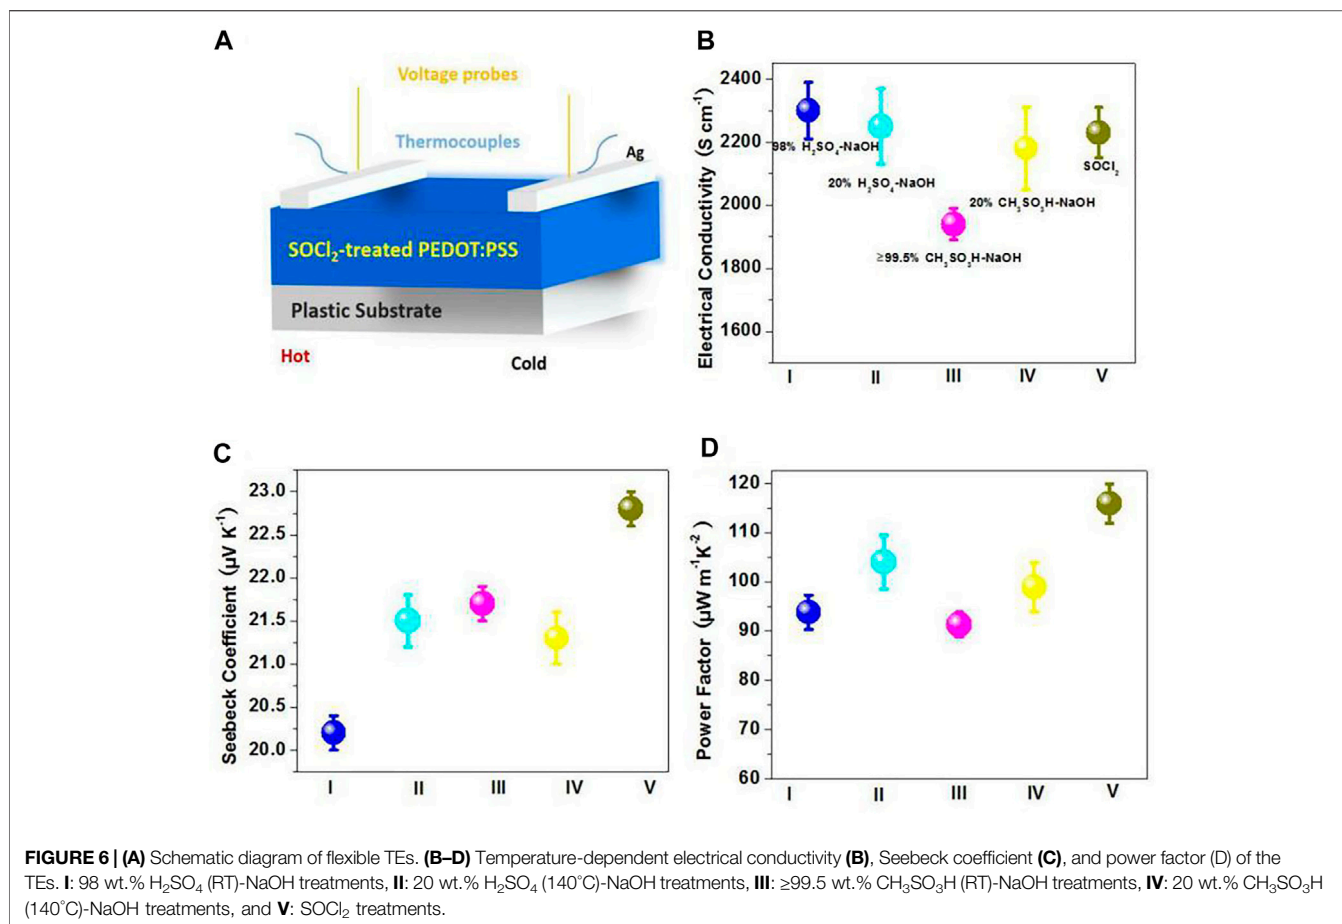 A
Voltage probes
Thermocouples
Ag
SOCl₂-treated PEDOT:PSS
Plastic Substrate
Hot
Cold
B
Electrical Conductivity (S cm⁻¹)
2400
2200
2000
1800
1600
98% H₂SO₄-NaOH
20% H₂SO₄-NaOH
≥99.5% CH₃SO₃H-NaOH
20% CH₃SO₃H-NaOH
SOCl₂
I II III IV V
C
Seebeck Coefficient (μV K⁻¹)
23.0
22.5
22.0
21.5
21.0
20.5
20.0
I II III IV V
D
Power Factor (μW m⁻¹K⁻²)
120
110
100
90
80
70
60
I II III IV V
FIGURE 6 | (A) Schematic diagram of flexible TEs. (B–D) Temperature-dependent electrical conductivity (B), Seebeck coefficient (C), and power factor (D) of the
TEs. I: 98 wt.% H₂SO₄ (RT)-NaOH treatments, II: 20 wt.% H₂SO₄ (140°C)-NaOH treatments, III: ≥99.5 wt.% CH₃SO₃H (RT)-NaOH treatments, IV: 20 wt.% CH₃SO₃H
(140°C)-NaOH treatments, and V: SOCl₂ treatments.